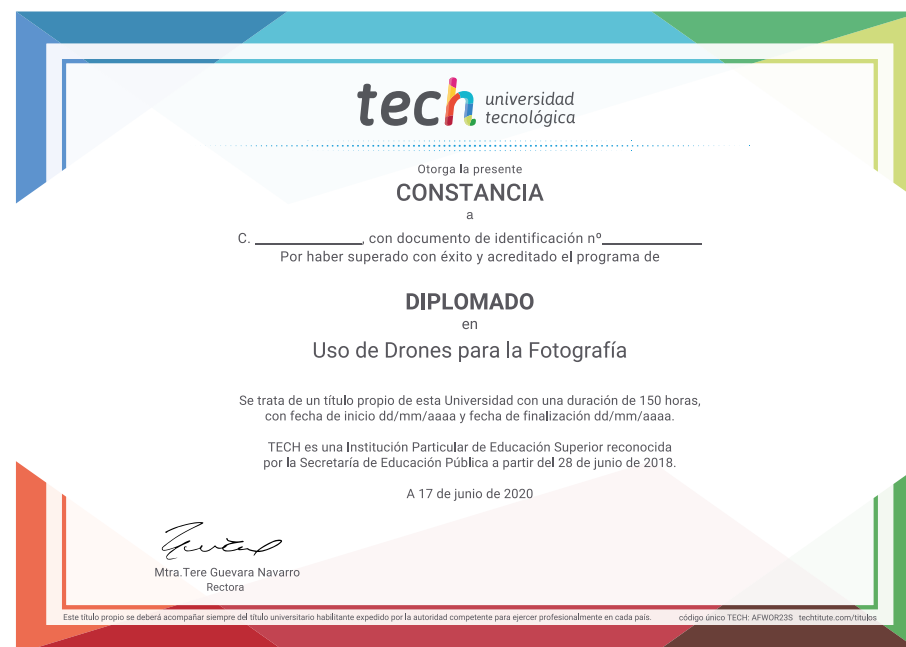 tech universidad
tecnológica
Otorga la presente
CONSTANCIA
a
C. ____________, con documento de identificación nº____________
Por haber superado con éxito y acreditado el programa de
DIPLOMADO
en
Uso de Drones para la Fotografía
Se trata de un título propio de esta Universidad con una duración de 150 horas,
con fecha de inicio dd/mm/aaaa y fecha de finalización dd/mm/aaaa.
TECH es una Institución Particular de Educación Superior reconocida
por la Secretaría de Educación Pública a partir del 28 de junio de 2018.
A 17 de junio de 2020
Mtra.Tere Guevara Navarro
Rectora
Este título propio se deberá acompañar siempre del título universitario habilitante expedido por la autoridad competente para ejercer profesionalmente en cada país. código único TECH: AFWOR23S techtitute.com/titulos